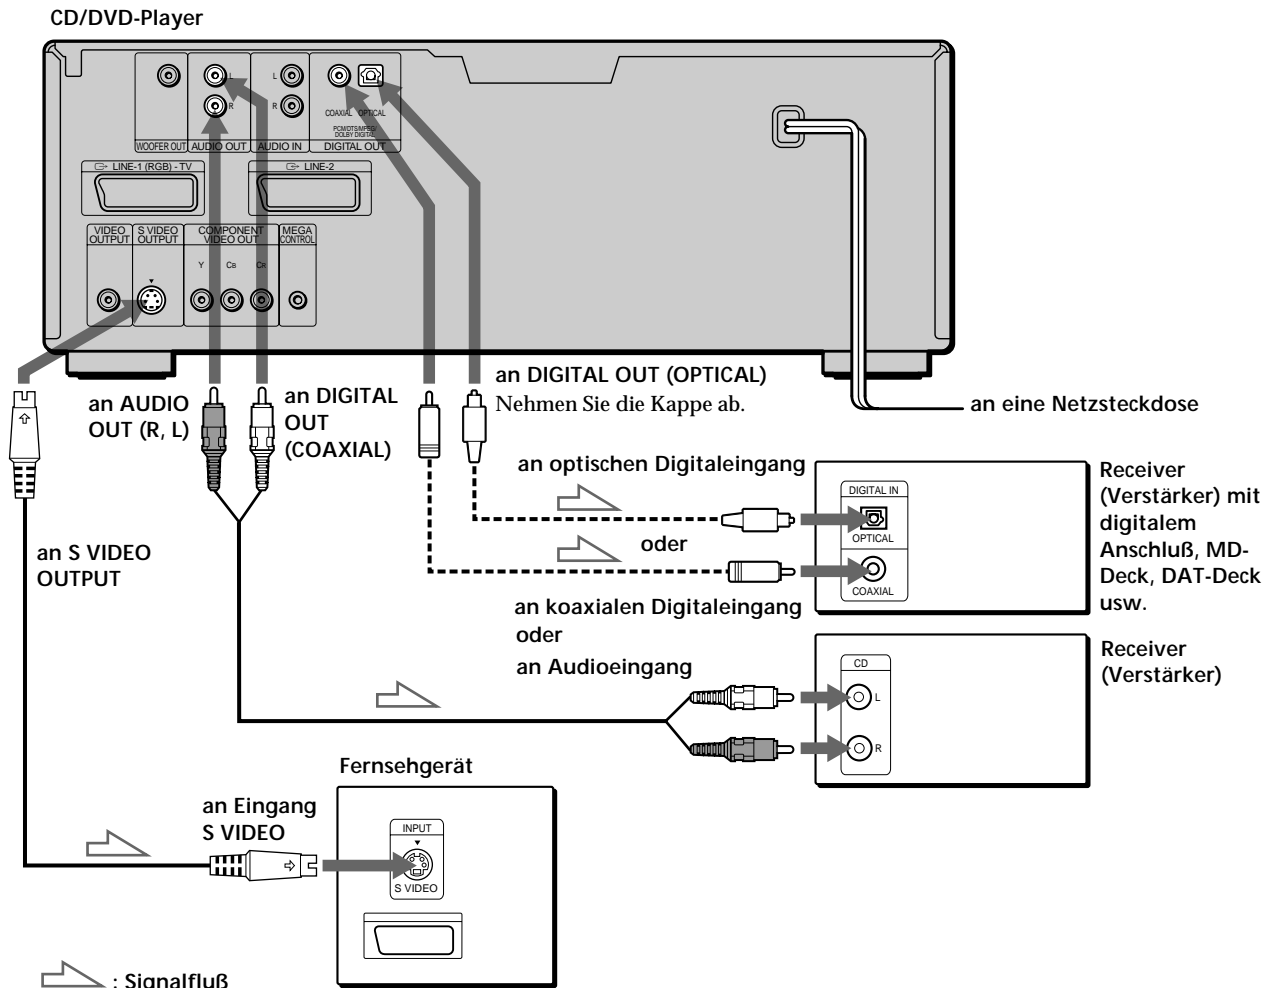 CD/DVD-Player
L
R
L
R
COAXIAL OPTICAL
PCM/DTS/MPEG/
DOLBY DIGITAL
WOOFER OUT AUDIO OUT AUDIO IN DIGITAL OUT
LINE-1 (RGB) - TV
LINE-2
VIDEO
OUTPUT
S VIDEO
OUTPUT
COMPONENT
VIDEO OUT
MEGA
CONTROL
Y CB CR
an AUDIO
OUT (R, L)
an DIGITAL
OUT
(COAXIAL)
an DIGITAL OUT (OPTICAL)
Nehmen Sie die Kappe ab.
an eine Netzsteckdose
an optischen Digitaleingang
DIGITAL IN
OPTICAL
COAXIAL
Receiver
(Verstärker) mit
digitalem
Anschluß, MD-
Deck, DAT-Deck
usw.
oder
an S VIDEO
OUTPUT
an koaxialen Digitaleingang
oder
an Audioeingang
CD
L
R
Receiver
(Verstärker)
Fernsehgerät
an Eingang
S VIDEO
INPUT
S VIDEO
: Signalfluß